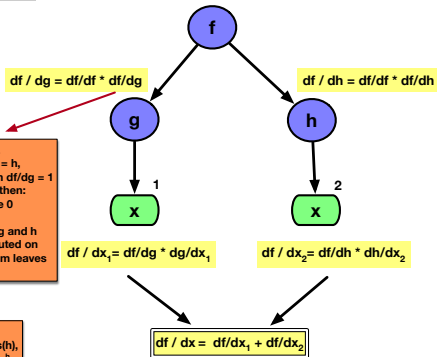 f
df / dg = df/df * df/dg
df / dh = df/df * df/dh
g
h
= h,
df/dg = 1
then:
0
g and h
on
leaves
1
2
x
x
df / dx₁= df/dg * dg/dx₁
df / dx₂= df/dh * dh/dx₂
df / dx = df/dx₁ + df/dx₂